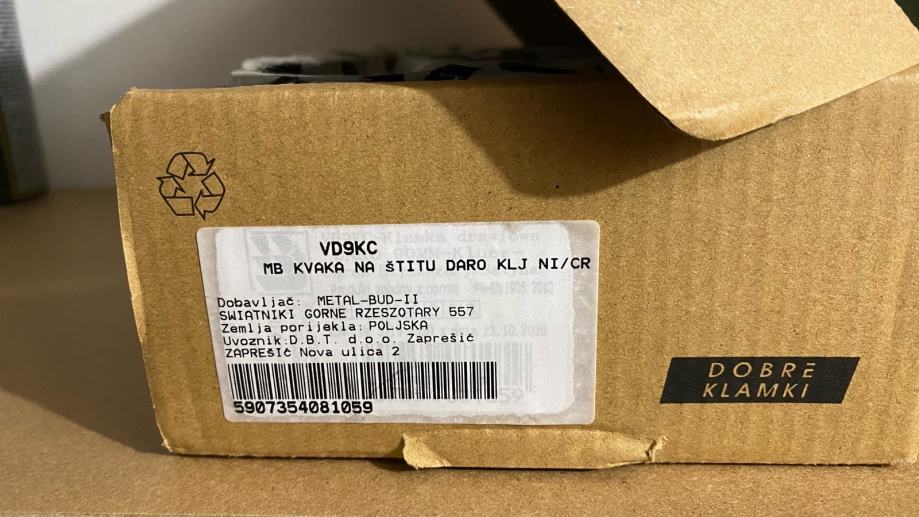 VD9KC
MB KVAKA NA šTITU DARO KLJ NI/CR
Dobavljač: METAL-BUD-II
SWIATNIKI GORNE RZESZOTARY 557
Zemlja porijekla: POLJSKA
Uvoznik:D.B.T. d.o.o. Zaprešić
ZAPREŠIĆ Nova ulica 2
5907354081059
DOBRE
KLAMKI